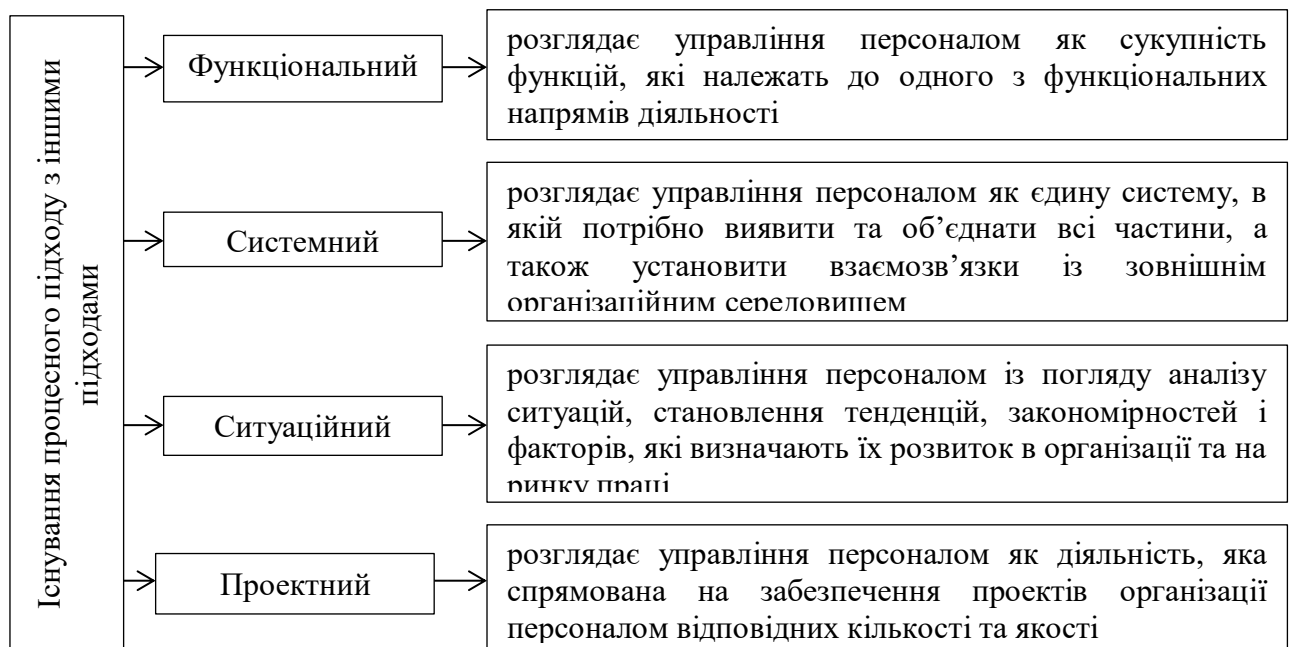 Існування процесного підходу з іншими
підходами
Функціональний
розглядає управління персоналом як сукупність
функцій, які належать до одного з функціональних
напрямів діяльності
Системний
розглядає управління персоналом як єдину систему, в
якій потрібно виявити та об’єднати всі частини, а
також установити взаємозв’язки із зовнішнім
організаційним середовищем
Ситуаційний
розглядає управління персоналом із погляду аналізу
ситуацій, становлення тенденцій, закономірностей і
факторів, які визначають їх розвиток в організації та на
ринку праці
Проектний
розглядає управління персоналом як діяльність, яка
спрямована на забезпечення проектів організації
персоналом відповідних кількості та якості